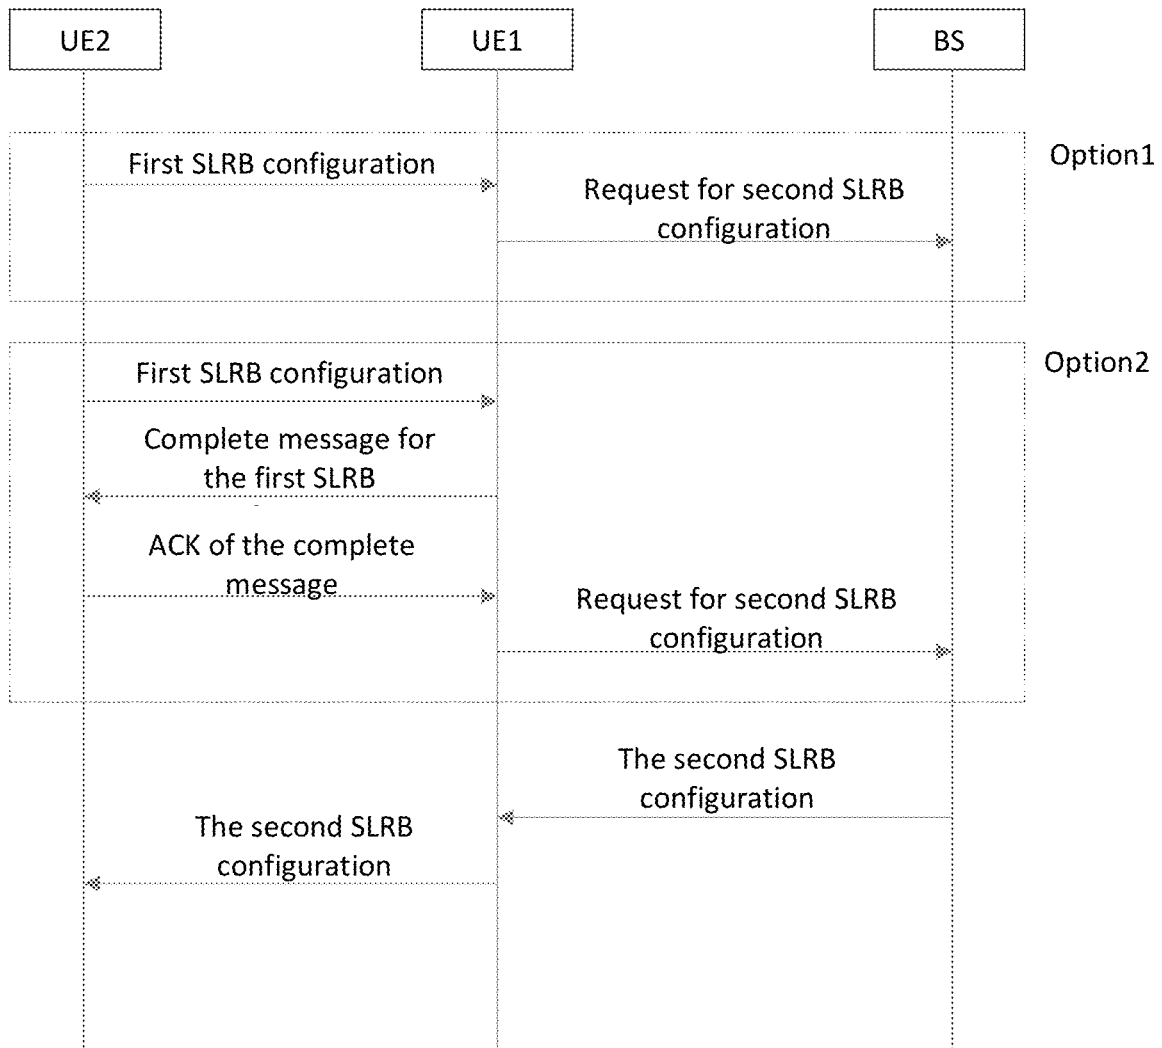 UE2
UE1
BS
Option1
First SLRB configuration
Request for second SLRB
configuration
Option2
First SLRB configuration
Complete message for
the first SLRB
ACK of the complete
message
Request for second SLRB
configuration
The second SLRB
configuration
The second SLRB
configuration